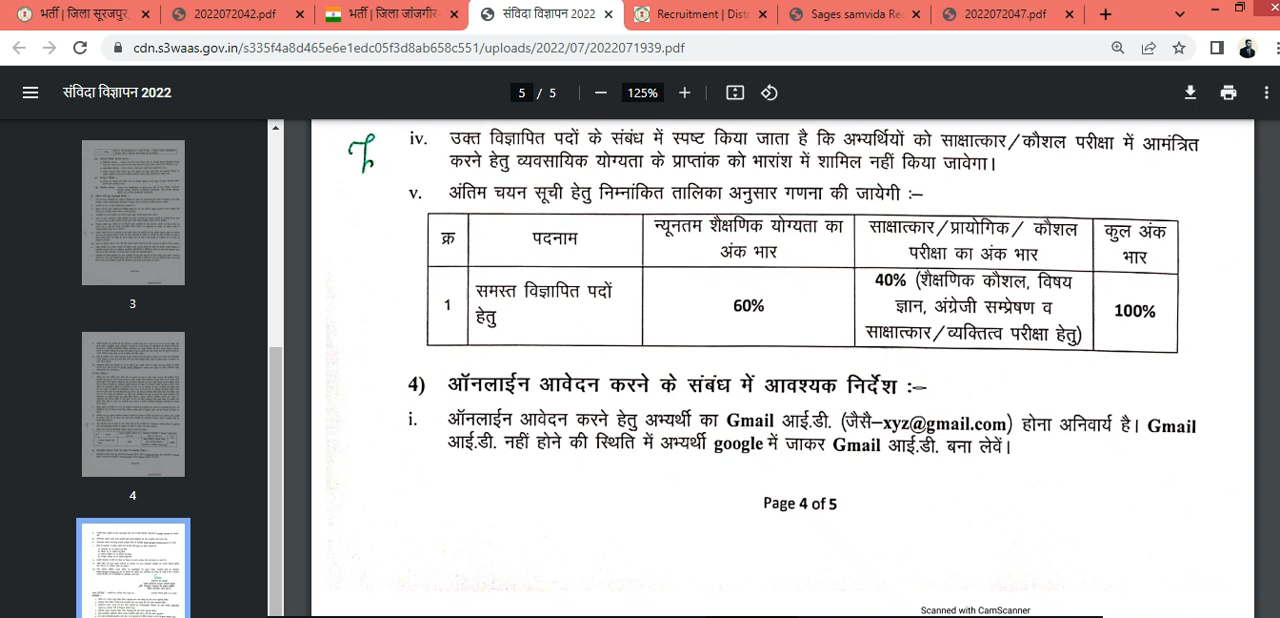 भर्ती | जिला सूरजपुर
2022072042.pdf
भर्ती | जिला जांजगीर
संविदा विज्ञापन 2022
Recruitment | Distr
Sages samvida Re
2022072047.pdf
cdn.s3waas.gov.in/s335f4a8d465e6e1edc05f3d8ab658c551/uploads/2022/07/2022071939.pdf
संविदा विज्ञापन 2022
5 / 5
125%
3
4
iv. उक्त विज्ञापित पदों के संबंध में स्पष्ट किया जाता है कि अभ्यर्थियों को साक्षात्कार/कौशल परीक्षा में आमंत्रित
करने हेतु व्यवसायिक योग्यता के प्राप्तांक को भारांश में शामिल नहीं किया जावेगा।
v. अंतिम चयन सूची हेतु निम्नांकित तालिका अनुसार गणना की जायेगी :–
क्र
पदनाम
न्यूनतम शैक्षणिक योग्यता का
अंक भार
साक्षात्कार/प्रायोगिक/ कौशल
परीक्षा का अंक भार
कुल अंक
भार
1
समस्त विज्ञापित पदों
हेतु
60%
40% (शैक्षणिक कौशल, विषय
ज्ञान, अंग्रेजी सम्प्रेषण व
साक्षात्कार/व्यक्तित्व परीक्षा हेतु)
100%
4) ऑनलाईन आवेदन करने के संबंध में आवश्यक निर्देश :–
i. ऑनलाईन आवेदन करने हेतु अभ्यर्थी का Gmail आई.डी. (जैसे–xyz@gmail.com) होना अनिवार्य है। Gmail
आई.डी. नहीं होने की स्थिति में अभ्यर्थी google में जाकर Gmail आई.डी. बना लेवें।
Page 4 of 5
Scanned with CamScanner